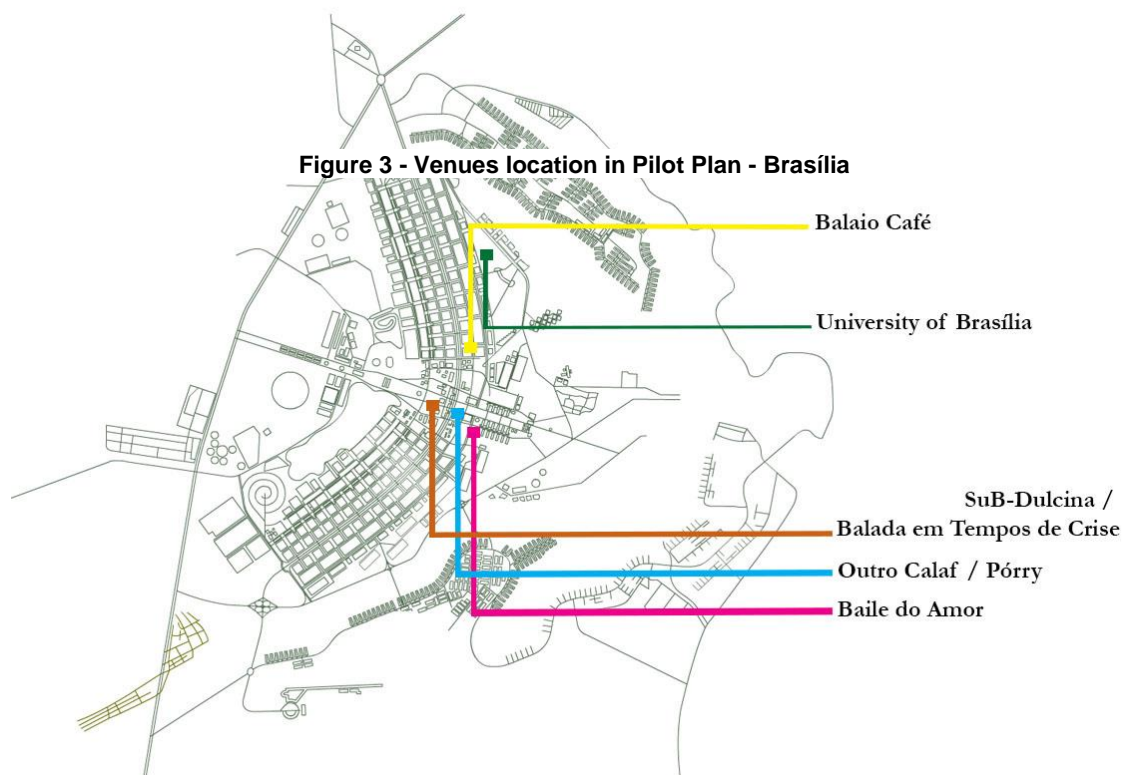 Figure 3 - Venues location in Pilot Plan - Brasília
Balaio Café
University of Brasília
SuB-Dulcina /
Balada em Tempos de Crise
Outro Calaf / Pórry
Baile do Amor